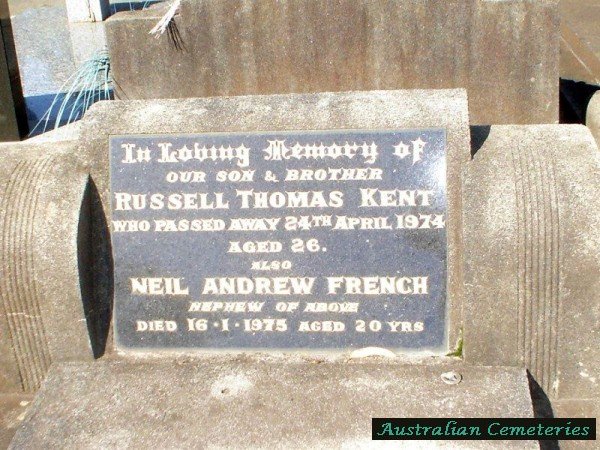 In Loving Memory of
OUR SON & BROTHER
RUSSELL THOMAS KENT
WHO PASSED AWAY 24TH APRIL 1974
AGED 26.
ALSO
NEIL ANDREW FRENCH
NEPHEW OF ABOVE
DIED 16·1·1975 AGED 20 YRS
Australian Cemeteries